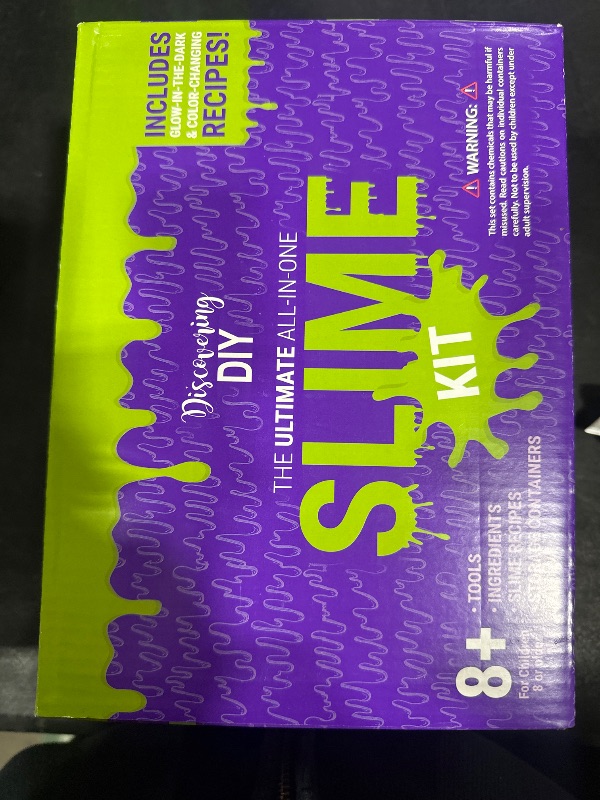 INCLUDES
GLOW-IN-THE-DARK
& COLOR-CHANGING
RECIPES!
Discovering
DIY
THE ULTIMATE ALL-IN-ONE
SLIME
KIT
WARNING:
This set contains chemicals that may be harmful if
misused. Read cautions on individual containers
carefully. Not to be used by children except under
adult supervision.
8+
For Children
8 or older
• TOOLS
• INGREDIENTS
SLIME RECIPES
STORAGE CONTAINERS